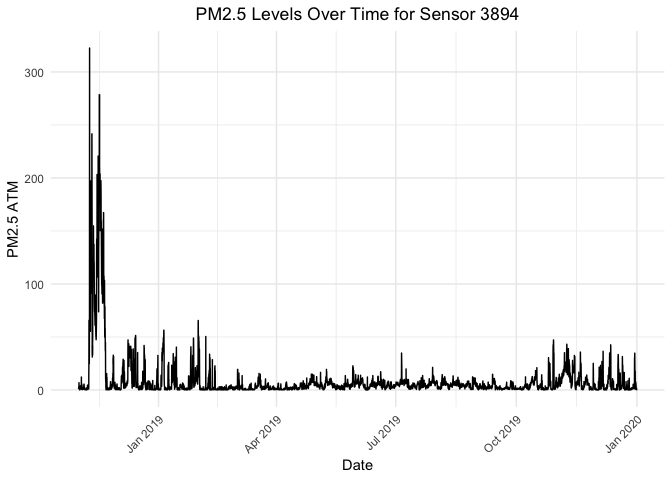 PM2.5 Levels Over Time for Sensor 3894
PM2.5 ATM
300
200
100
0
Jan 2019
Apr 2019
Jul 2019
Oct 2019
Jan 2020
Date